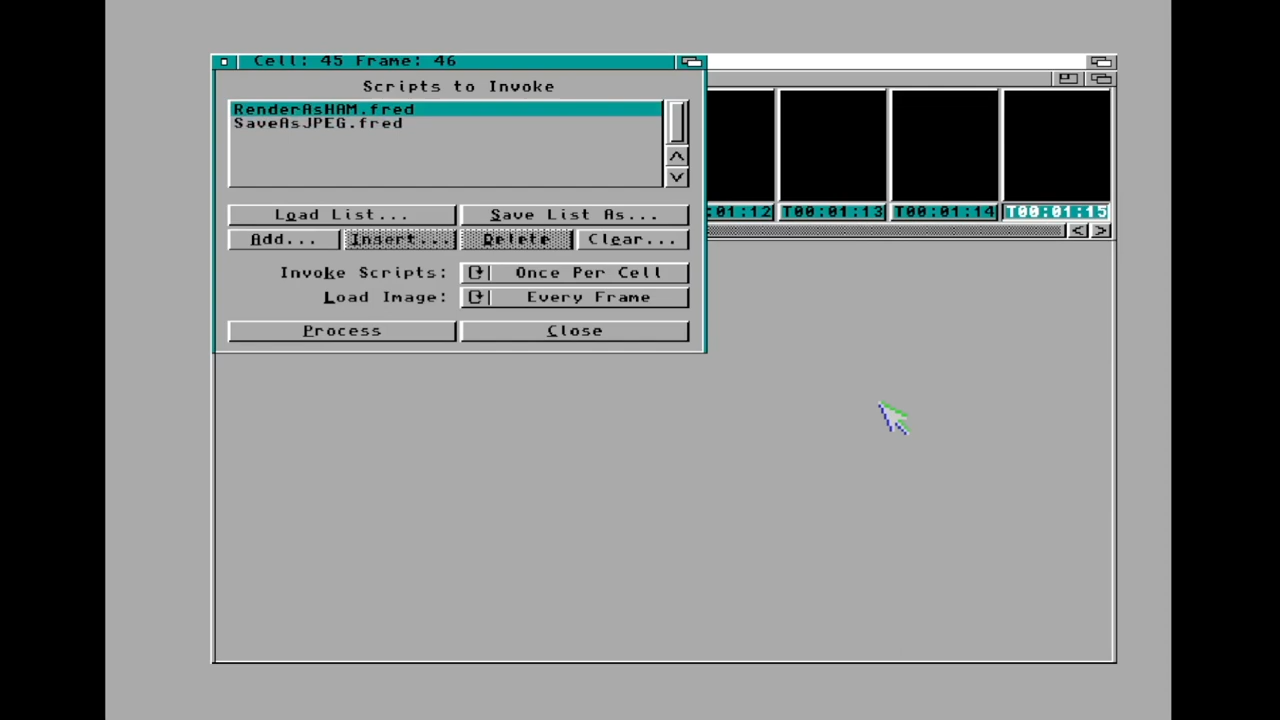 Cell: 45 Frame: 46
Scripts to Invoke
RenderAsHAM.fred
SaveAsJPEG.fred
Load List...
Save List As...
Add...
Insert...
Delete
Clear...
Invoke Scripts:
Once Per Cell
Load Image:
Every Frame
Process
Close
:01:12
T00:01:13
T00:01:14
T00:01:15